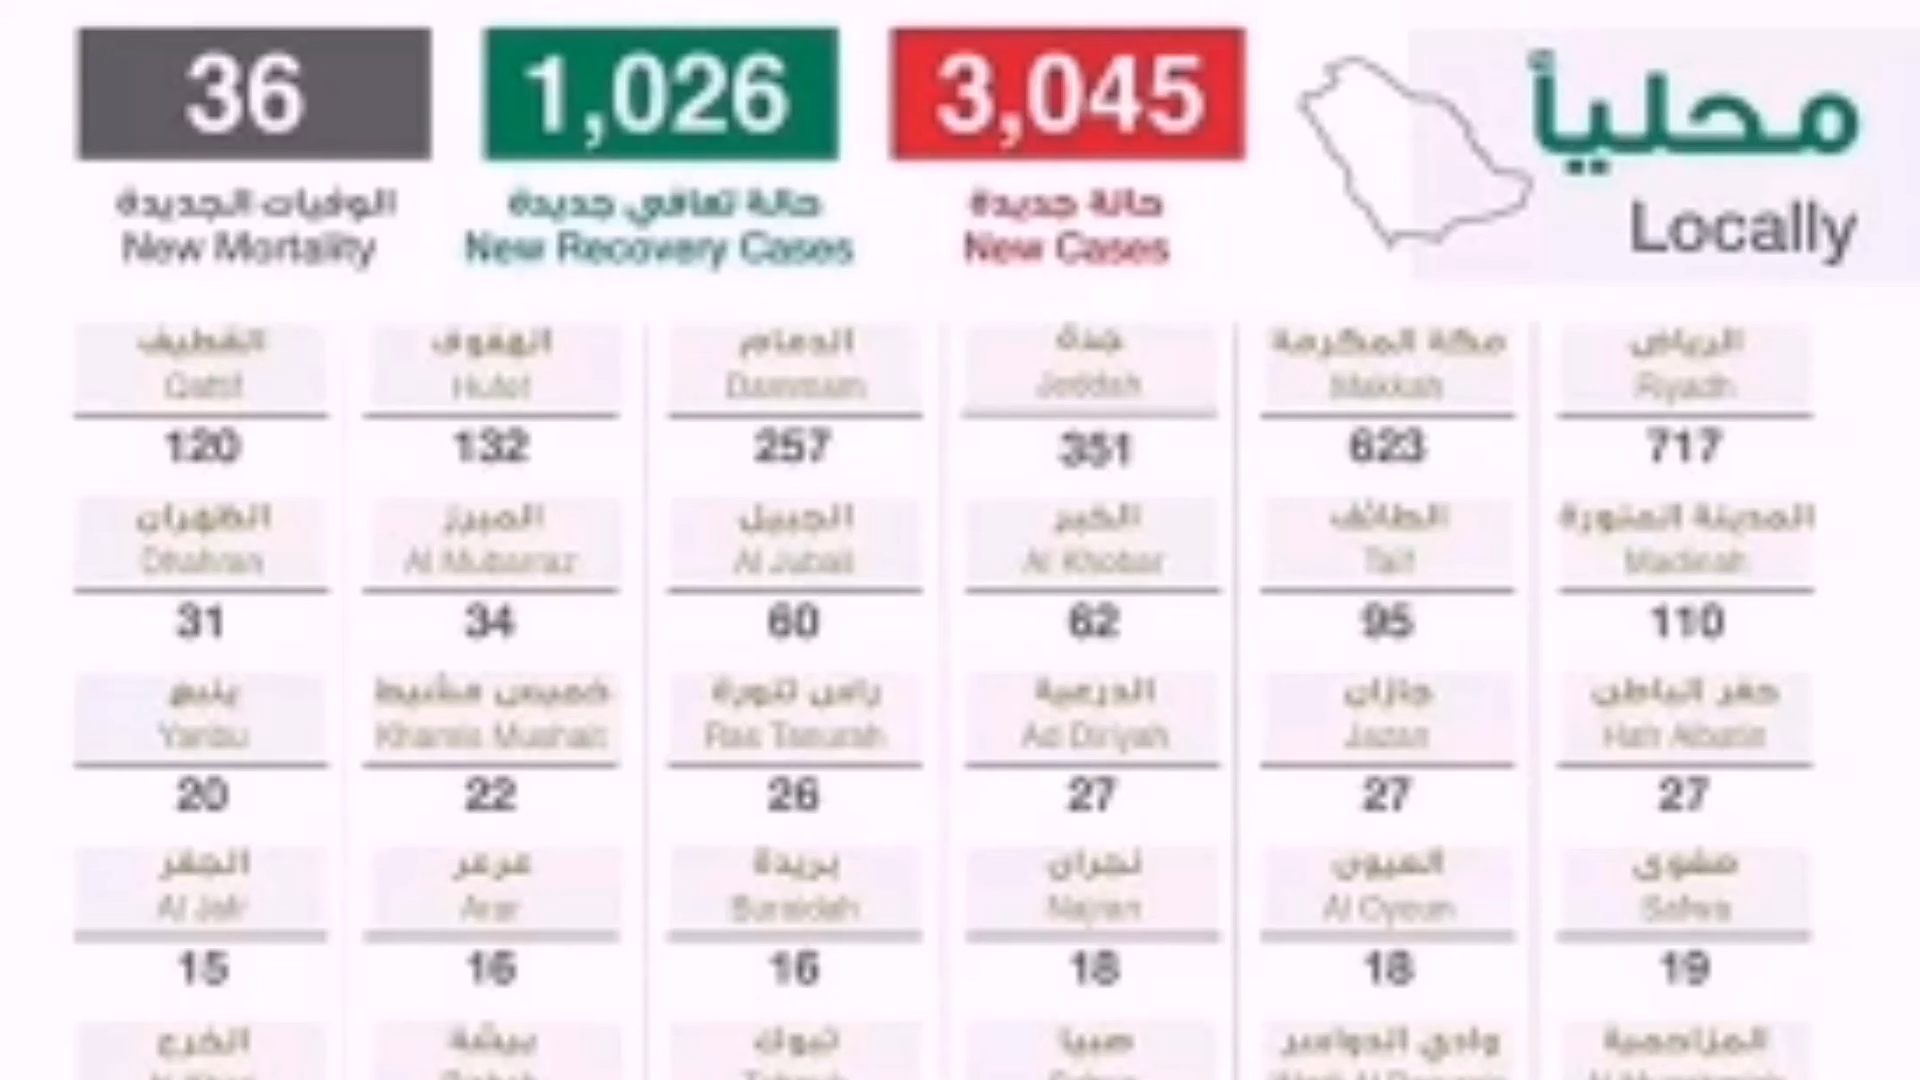 محلياً
Locally
3,045
حالة جديدة
New Cases
1,026
حالة تعافي جديدة
New Recovery Cases
36
الوفيات الجديدة
New Mortality
الرياض
Riyadh
717
مكة المكرمة
Makkah
623
جدة
Jeddah
351
الدمام
Dammam
257
الهفوف
Hufof
132
القطيف
Qattif
120
المدينة المنورة
Madinah
110
الطائف
Taif
95
الخبر
Al Khobar
62
الجبيل
Al Jubail
60
المبرز
Al Mubarraz
34
الظهران
Dhahran
31
حفر الباطن
Hafr Albatin
27
جازان
Jazan
27
الدرعية
Ad Diriyah
27
راس تنورة
Ras Tanurah
26
خميس مشيط
Khamis Mushait
22
ينبع
Yanbu
20
صفوى
Safwa
19
العيون
Al Oyoun
18
نجران
Najran
18
بريدة
Buraidah
16
عرعر
Arar
16
الجفر
Al Jafr
15
المزاحمية
وادي الدواسر
صبيا
تبوك
بيشة
الخرج